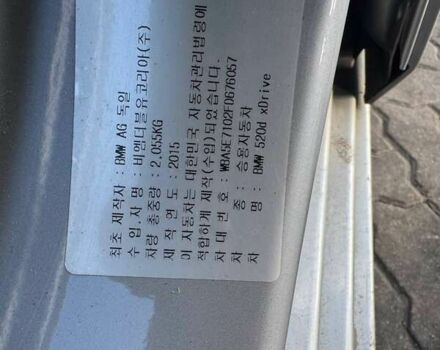 최초 제작사 : BMW AG 독일
수 입 사 명 : 비엠더블유코리아(주)
차량 총중량 : 2,055KG
제 작 연 도 : 2015
이 자동차는 대한민국 자동차관리법령에
적합하게 제작(수입)되었습니다.
차 대 번 호 : WBA5E7102FD676057
차 종 : 승용자동차
차 명 : BMW 520d xDrive